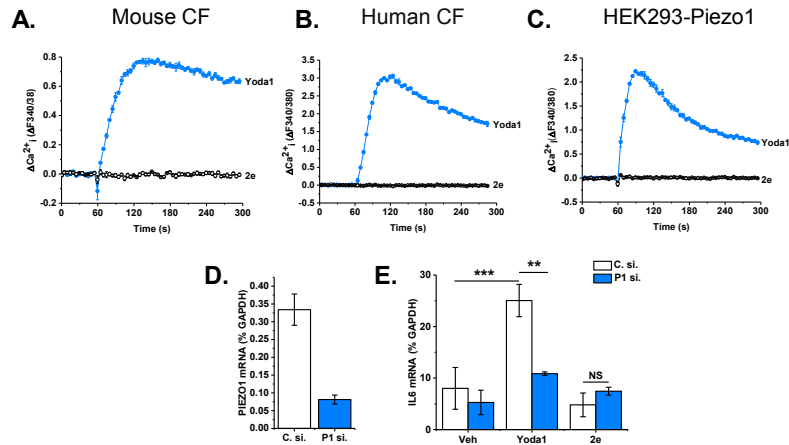 A.
Mouse CF
B.
Human CF
C.
HEK293-Piezo1
ΔCa²⁺ᵢ (ΔF340/38)
0.8
0.6
0.4
0.2
0.0
-0.2
Yoda1
2e
0
60
120
180
240
300
Time (s)
ΔCa²⁺ᵢ (ΔF340/380)
3.5
3.0
2.5
2.0
1.5
1.0
0.5
0.0
-0.5
Yoda1
2e
0
60
120
180
240
300
Time (s)
ΔCa²⁺ᵢ (ΔF340/380)
2.5
2.0
1.5
1.0
0.5
0.0
-0.5
Yoda1
2e
0
60
120
180
240
300
Time (s)
D.
PIEZO1 mRNA (% GAPDH)
0.40
0.35
0.30
0.25
0.20
0.15
0.10
0.05
0.00
C. si.
P1 si.
E.
C. si.
P1 si.
IL6 mRNA (% GAPDH)
30
20
10
0
***
**
NS
Veh
Yoda1
2e